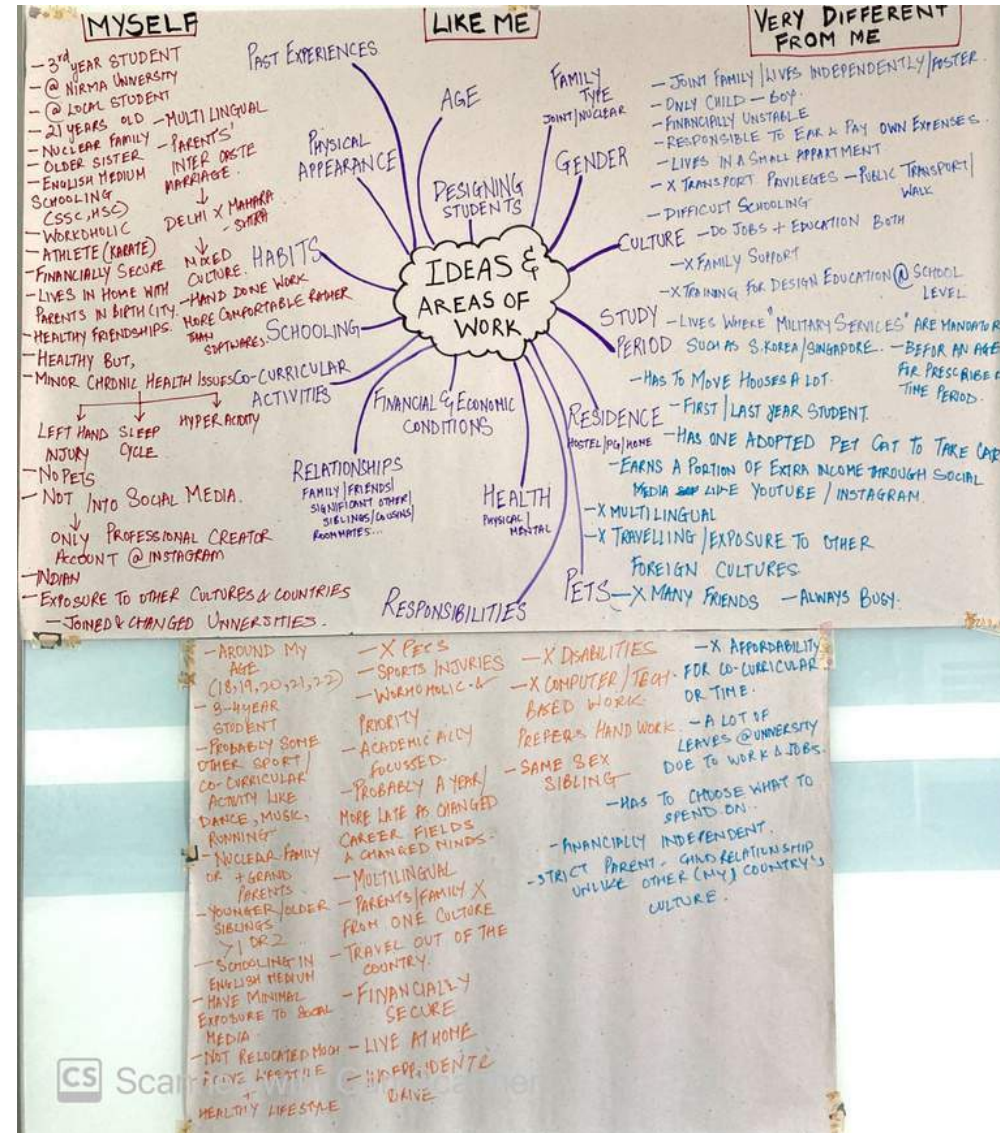 MYSELF
- 3rd YEAR STUDENT
- @ NIRMA UNIVERSITY
- @ LOCAL STUDENT
- 21 YEARS OLD
- NUCLEAR FAMILY
- OLDER SISTER
- ENGLISH MEDIUM
SCHOOLING
(SSC, HSC)
- WORKOHOLIC
- ATHLETE (KARATE)
- FINANCIALLY SECURE
- LIVES IN HOME WITH
PARENTS IN BIRTH CITY.
- HEALTHY FRIENDSHIPS.
- HEALTHY BUT,
- MINOR CHRONIC HEALTH ISSUES
LEFT HAND
INJURY
SLEEP
CYCLE
HYPER ACIDITY
- NO PETS
- NOT INTO SOCIAL MEDIA.
ONLY PROFESSIONAL CREATOR
ACCOUNT @ INSTAGRAM
- INDIAN
- EXPOSURE TO OTHER CULTURES & COUNTRIES
- JOINED & CHANGED UNIVERSITIES.
- MULTI LINGUAL
- PARENTS'
INTER CASTE
MARRIAGE.
DELHI X MAHARA
- SHTRA
MIXED
CULTURE.
- HAND DONE WORK
MORE COMFORTABLE RATHER
THAN
SOFTWARES.
LIKE ME
PAST EXPERIENCES
AGE
FAMILY
TYPE
JOINT/NUCLEAR
PHYSICAL
APPEARANCE
DESIGNING
STUDENTS
GENDER
HABITS
IDEAS &
AREAS OF
WORK
CULTURE
SCHOOLING
STUDY
PERIOD
CO-CURRICULAR
ACTIVITIES
FINANCIAL & ECONOMIC
CONDITIONS
RESIDENCE
HOSTEL/PG/HOME
RELATIONSHIPS
FAMILY/FRIENDS/
SIGNIFICANT OTHER/
SIBLINGS/COUSINS/
ROOMMATES...
HEALTH
PHYSICAL/
MENTAL
RESPONSIBILITIES
PETS
VERY DIFFERENT
FROM ME
- JOINT FAMILY/LIVES INDEPENDENTLY/FOSTER.
- ONLY CHILD - BOY.
- FINANCIALLY UNSTABLE
- RESPONSIBLE TO EAR & PAY OWN EXPENSES.
- LIVES IN A SMALL APPARTMENT
- X TRANSPORT PRIVILEGES - PUBLIC TRANSPORT/
WALK
- DIFFICULT SCHOOLING
- DO JOBS + EDUCATION BOTH
- X FAMILY SUPPORT
- X TRAINING FOR DESIGN EDUCATION @ SCHOOL
LEVEL
- LIVES WHERE "MILITARY SERVICES" ARE MANDATOR
SUCH AS S.KOREA/SINGAPORE. - BEFOR AN AGE
FOR PRESCRIBE
TIME PERIOD.
- HAS TO MOVE HOUSES A LOT.
- FIRST/LAST YEAR STUDENT.
- HAS ONE ADOPTED PET CAT TO TAKE CARE
- EARNS A PORTION OF EXTRA INCOME THROUGH SOCIAL
MEDIA LIKE YOUTUBE / INSTAGRAM.
- X MULTILINGUAL
- X TRAVELLING / EXPOSURE TO OTHER
FOREIGN CULTURES
- X MANY FRIENDS - ALWAYS BUSY.
- AROUND MY
AGE
(18,19,20,21,22)
- 3-4 YEAR
STUDENT
- PROBABLY SOME
OTHER SPORT/
CO-CURRICULAR
ACTIVITY LIKE
DANCE, MUSIC,
RUNNING
- NUCLEAR FAMILY
OR + GRAND
PARENTS
- YOUNGER/OLDER
SIBLINGS
>1 OR 2..
- SCHOOLING IN
ENGLISH MEDIUM
- HAVE MINIMAL
EXPOSURE TO SOCIAL
MEDIA.
- NOT RELOCATED MUCH
LIFESTYLE
+
HEALTHY LIFESTYLE
- X PETS
- SPORTS INJURIES
- WORHOHOLIC
PRIORITY
- ACADEMICALLY
FOCUSSED.
- PROBABLY A YEAR/
MORE LATE AS CHANGED
CAREER FIELDS
& CHANGED MINDS.
- MULTILINGUAL
- PARENTS/FAMILY X
FROM ONE CULTURE
- TRAVEL OUT OF THE
COUNTRY.
- FINANCIALLY
SECURE
- LIVE AT HOME
DRIVE
- X DISABILITIES
- X COMPUTER/TECH-
BASED WORK.
PREFERS HAND WORK
- SAME SEX
SIBLING
- X AFFORDABILITY
FOR CO-CURRICULAR
OR TIME.
- A LOT OF
LEAVES @ UNIVERSITY
DUE TO WORK & JOBS.
- HAS TO CHOOSE WHAT TO
SPEND ON..
- FINANCIALLY INDEPENDENT.
- STRICT PARENT - CHILD RELATIONSHIP
UNLIKE OTHER (MY) COUNTRY'S
CULTURE.
CS